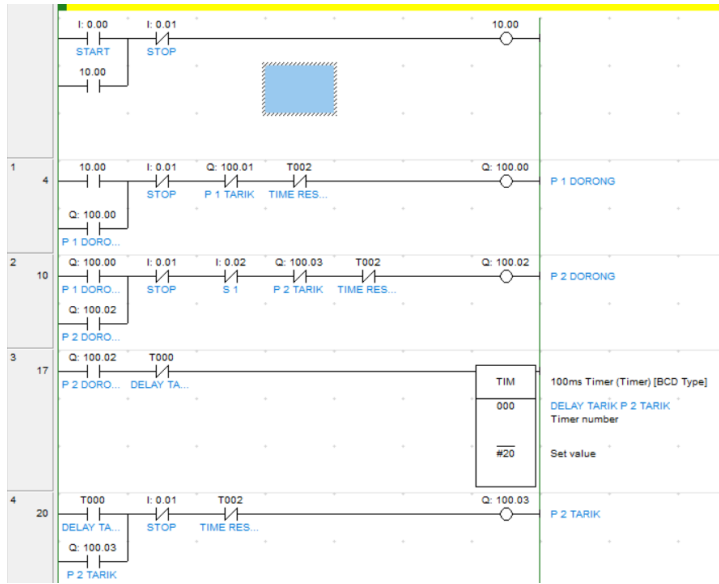 I: 0.00 I: 0.01 10.00
START STOP
10.00
1
4
10.00 I: 0.01 Q: 100.01 T002 Q: 100.00
STOP P 1 TARIK TIME RES... P 1 DORONG
Q: 100.00
P 1 DORO...
2
10
Q: 100.00 I: 0.01 I: 0.02 Q: 100.03 T002 Q: 100.02
P 1 DORO... STOP S 1 P 2 TARIK TIME RES... P 2 DORONG
Q: 100.02
P 2 DORO...
3
17
Q: 100.02 T000
P 2 DORO... DELAY TA...
TIM 100ms Timer (Timer) [BCD Type]
000 DELAY TARIK P 2 TARIK
Timer number
#20 Set value
4
20
T000 I: 0.01 T002 Q: 100.03
DELAY TA... STOP TIME RES... P 2 TARIK
Q: 100.03
P 2 TARIK